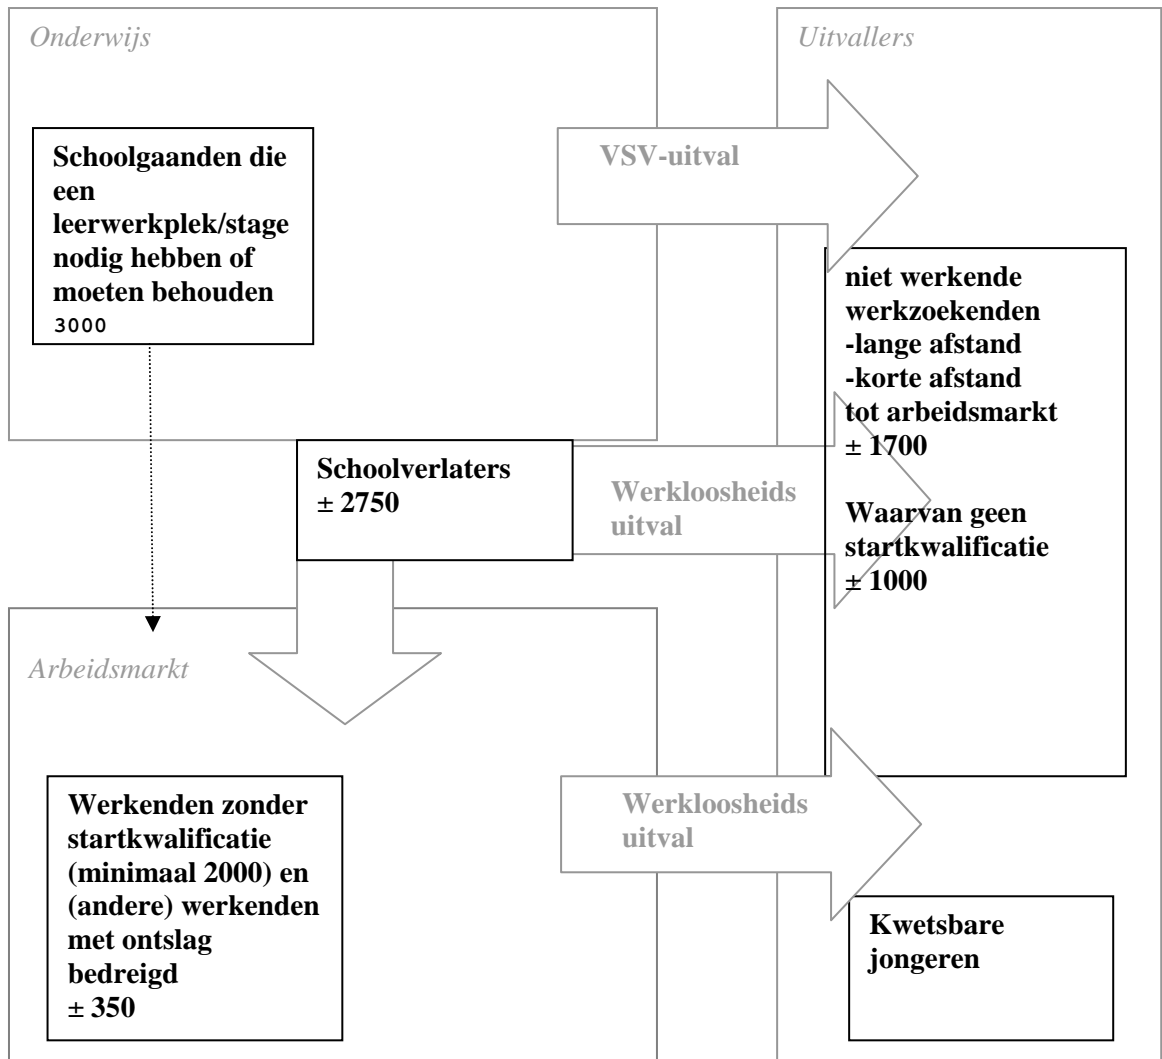 Onderwijs
Uitvallers
Schoolgaanden die
een
leerwerkplek/stage
nodig hebben of
moeten behouden
3000
VSV-uitval
niet werkende
werkzoekenden
-lange afstand
-korte afstand
tot arbeidsmarkt
± 1700
Waarvan geen
startkwalificatie
± 1000
Schoolverlaters
± 2750
Werkloosheids
uitval
Arbeidsmarkt
Werkenden zonder
startkwalificatie
(minimaal 2000) en
(andere) werkenden
met ontslag
bedreigd
± 350
Werkloosheids
uitval
Kwetsbare
jongeren